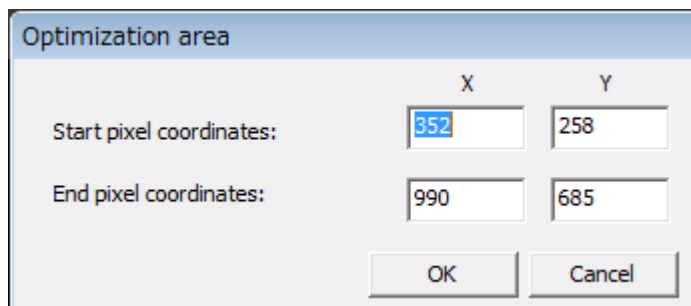 Optimization area
X Y
Start pixel coordinates: 352 258
End pixel coordinates: 990 685
OK Cancel